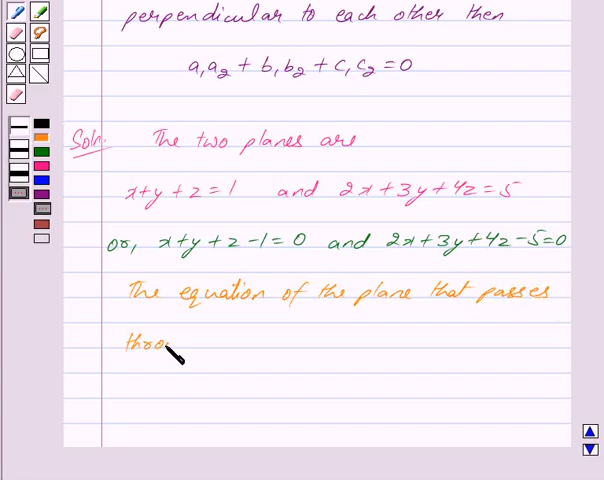 perpendicular to each other then
a₁a₂ + b₁b₂ + c₁c₂ = 0
Soln. The two planes are
x+y+z=1 and 2x+3y+4z=5
or, x+y+z-1=0 and 2x+3y+4z-5=0
The equation of the plane that passes
thro